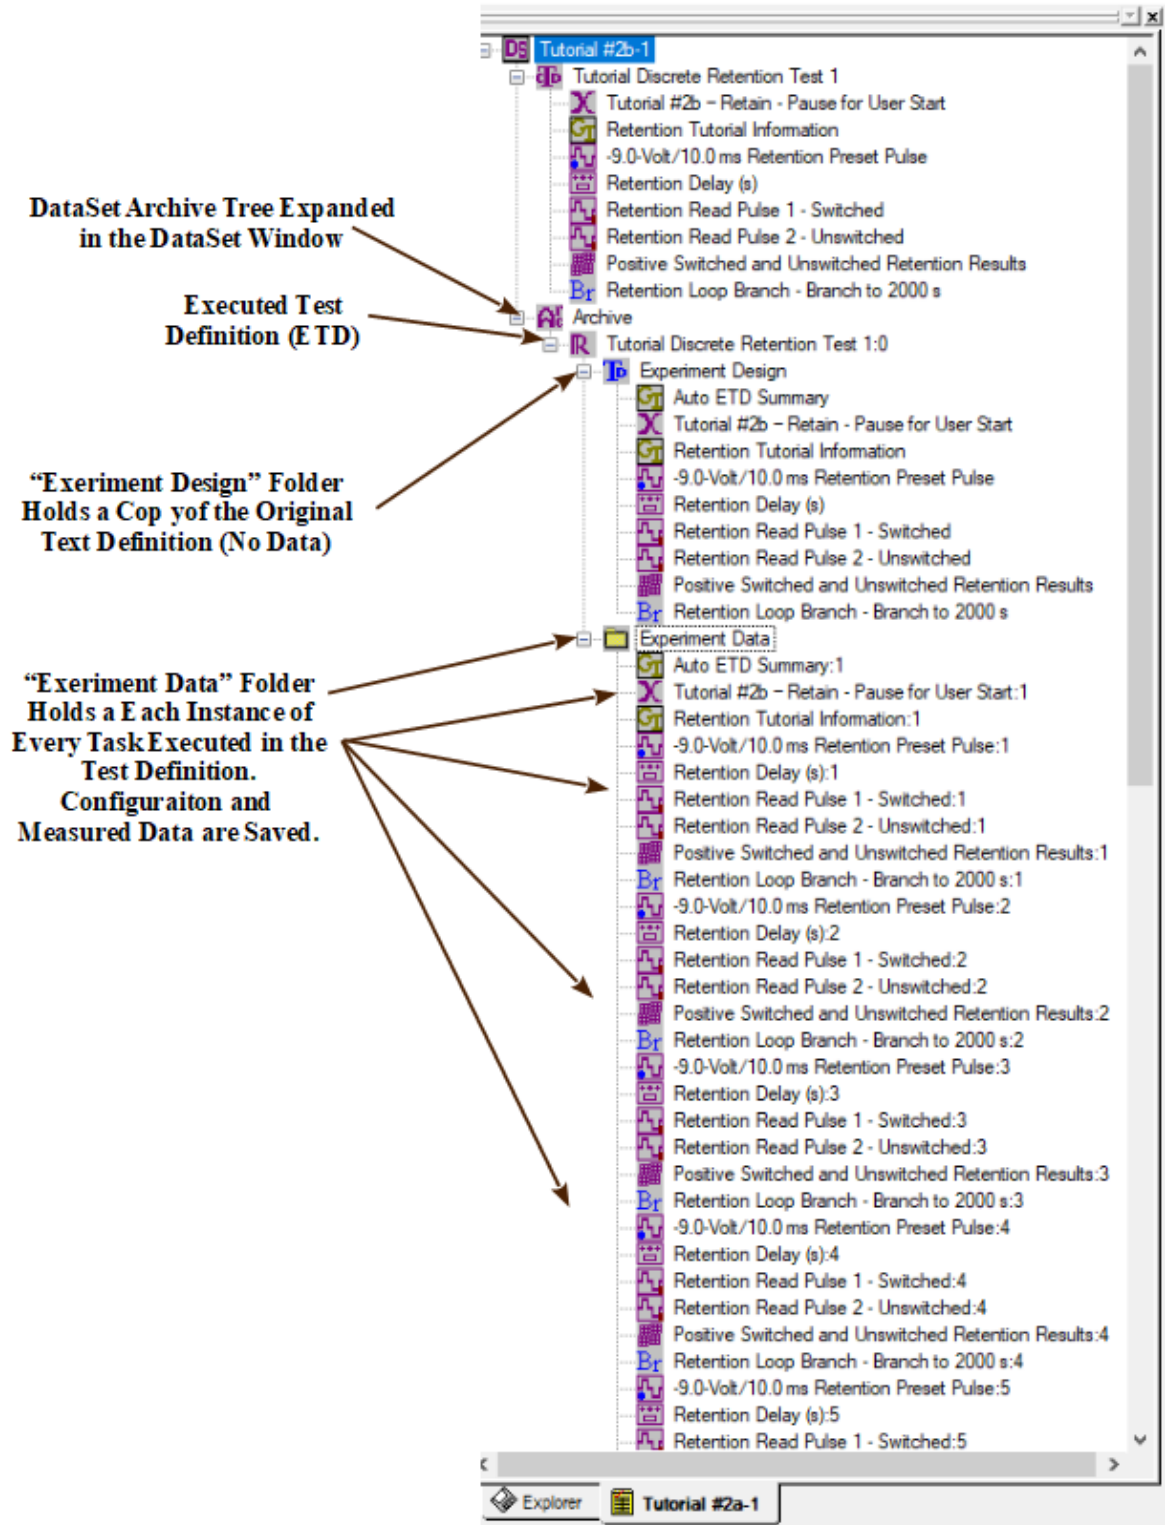 DS Tutorial #2b-1
Tutorial Discrete Retention Test 1
Tutorial #2b – Retain - Pause for User Start
GT Retention Tutorial Information
-9.0-Volt/10.0 ms Retention Preset Pulse
Retention Delay (s)
Retention Read Pulse 1 - Switched
Retention Read Pulse 2 - Unswitched
Positive Switched and Unswitched Retention Results
Br Retention Loop Branch - Branch to 2000 s
Archive
R Tutorial Discrete Retention Test 1:0
TD Experiment Design
GT Auto ETD Summary
Tutorial #2b – Retain - Pause for User Start
GT Retention Tutorial Information
-9.0-Volt/10.0 ms Retention Preset Pulse
Retention Delay (s)
Retention Read Pulse 1 - Switched
Retention Read Pulse 2 - Unswitched
Positive Switched and Unswitched Retention Results
Br Retention Loop Branch - Branch to 2000 s
Experiment Data
GT Auto ETD Summary:1
Tutorial #2b – Retain - Pause for User Start:1
GT Retention Tutorial Information:1
-9.0-Volt/10.0 ms Retention Preset Pulse:1
Retention Delay (s):1
Retention Read Pulse 1 - Switched:1
Retention Read Pulse 2 - Unswitched:1
Positive Switched and Unswitched Retention Results:1
Br Retention Loop Branch - Branch to 2000 s:1
-9.0-Volt/10.0 ms Retention Preset Pulse:2
Retention Delay (s):2
Retention Read Pulse 1 - Switched:2
Retention Read Pulse 2 - Unswitched:2
Positive Switched and Unswitched Retention Results:2
Br Retention Loop Branch - Branch to 2000 s:2
-9.0-Volt/10.0 ms Retention Preset Pulse:3
Retention Delay (s):3
Retention Read Pulse 1 - Switched:3
Retention Read Pulse 2 - Unswitched:3
Positive Switched and Unswitched Retention Results:3
Br Retention Loop Branch - Branch to 2000 s:3
-9.0-Volt/10.0 ms Retention Preset Pulse:4
Retention Delay (s):4
Retention Read Pulse 1 - Switched:4
Retention Read Pulse 2 - Unswitched:4
Positive Switched and Unswitched Retention Results:4
Br Retention Loop Branch - Branch to 2000 s:4
-9.0-Volt/10.0 ms Retention Preset Pulse:5
Retention Delay (s):5
Retention Read Pulse 1 - Switched:5
Explorer
Tutorial #2a-1
DataSet Archive Tree Expanded
in the DataSet Window
Executed Test
Definition (ETD)
“Exeriment Design” Folder
Holds a Cop yof the Original
Text Definition (No Data)
“Exeriment Data” Folder
Holds a Each Instance of
Every Task Executed in the
Test Definition.
Configuraiton and
Measured Data are Saved.